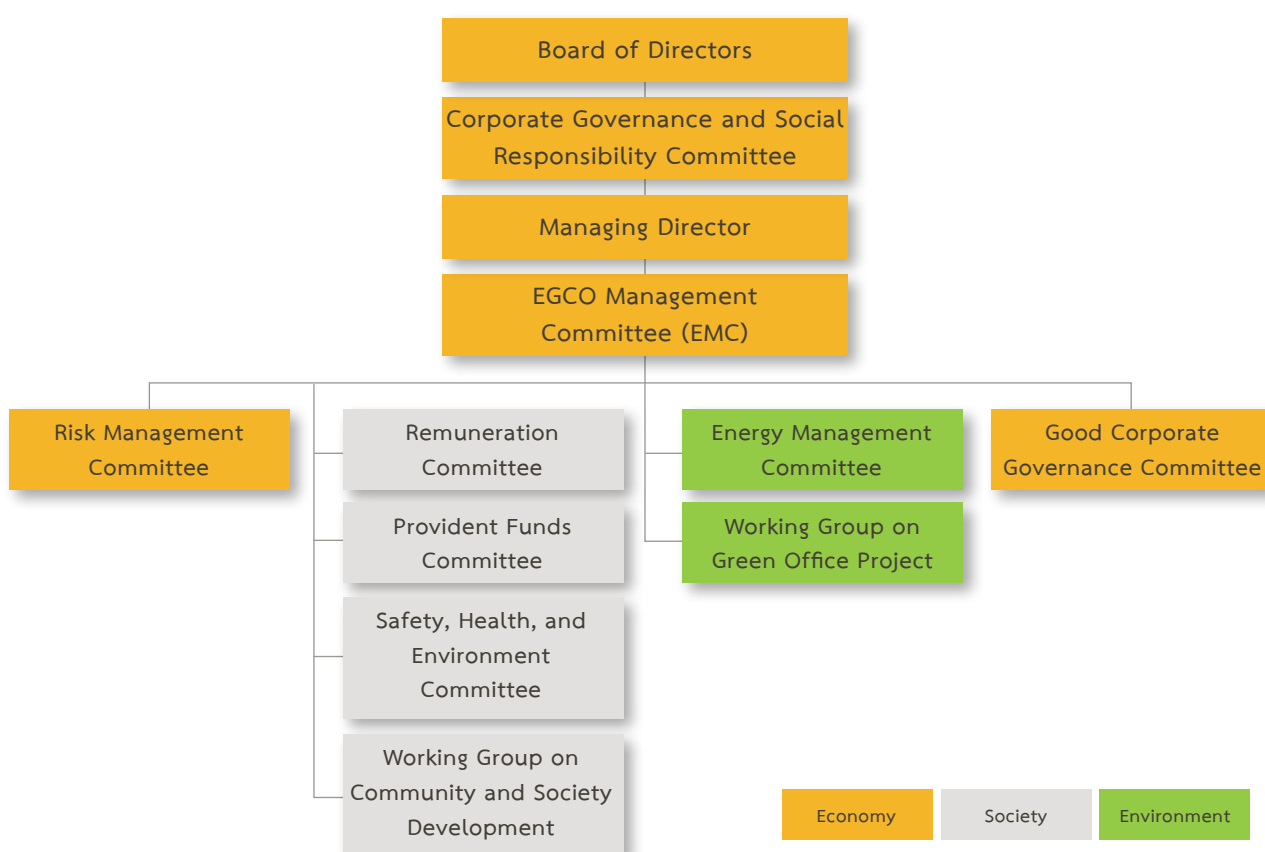 Board of Directors
Corporate Governance and Social
Responsibility Committee
Managing Director
EGCO Management
Committee (EMC)
Risk Management
Committee
Remuneration
Committee
Provident Funds
Committee
Safety, Health, and
Environment
Committee
Working Group on
Community and Society
Development
Energy Management
Committee
Working Group on
Green Office Project
Good Corporate
Governance Committee
Economy
Society
Environment